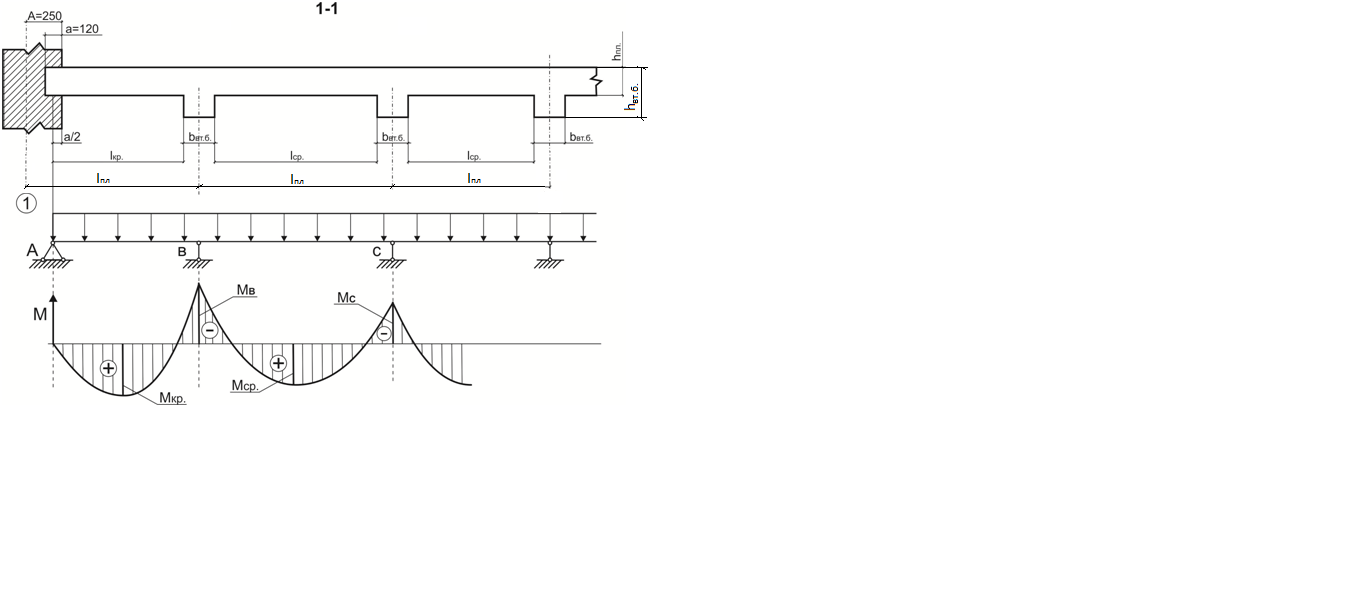 1-1
A=250
a=120
hпл.
hвт.б.
a/2
bвт.б.
bвт.б.
bвт.б.
lкр.
lср.
lср.
lпл
lпл
lпл
1
A
B
C
M
Mв
Mс
+
−
+
−
Mкр.
Mср.